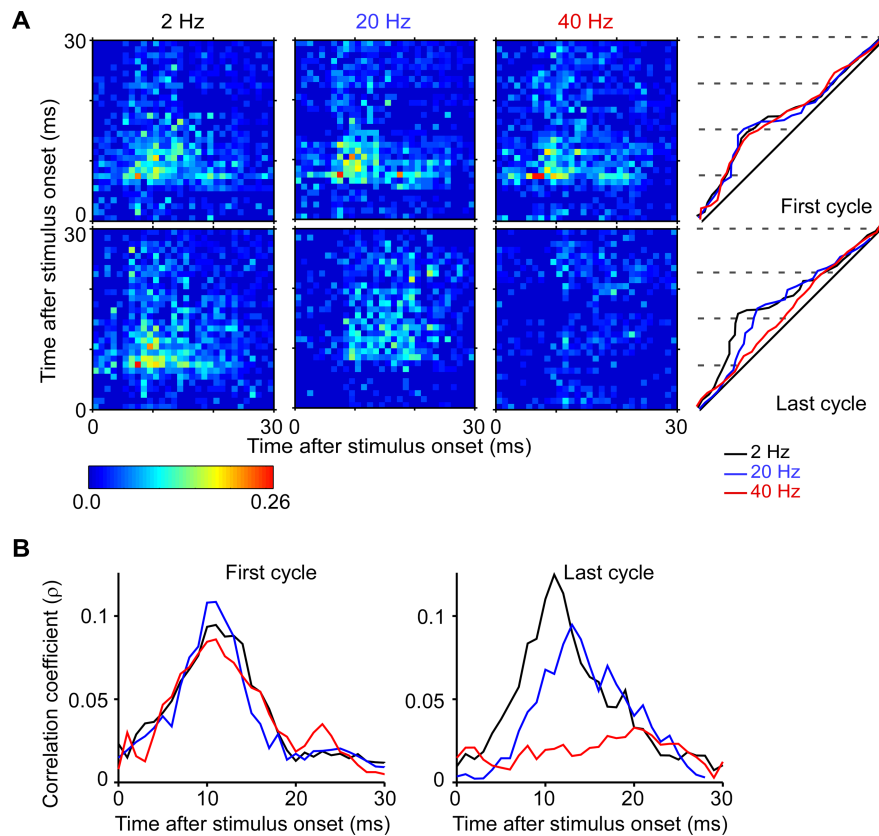 A
2 Hz
20 Hz
40 Hz
30
Time after stimulus onset (ms)
0
First cycle
30
0
Last cycle
0
30
0
30
0
30
Time after stimulus onset (ms)
0.0
0.26
2 Hz
20 Hz
40 Hz
B
First cycle
Last cycle
Correlation coefficient (ρ)
0.1
0.05
0
0.1
0.05
0
0
10
20
30
0
10
20
30
Time after stimulus onset (ms)
Time after stimulus onset (ms)